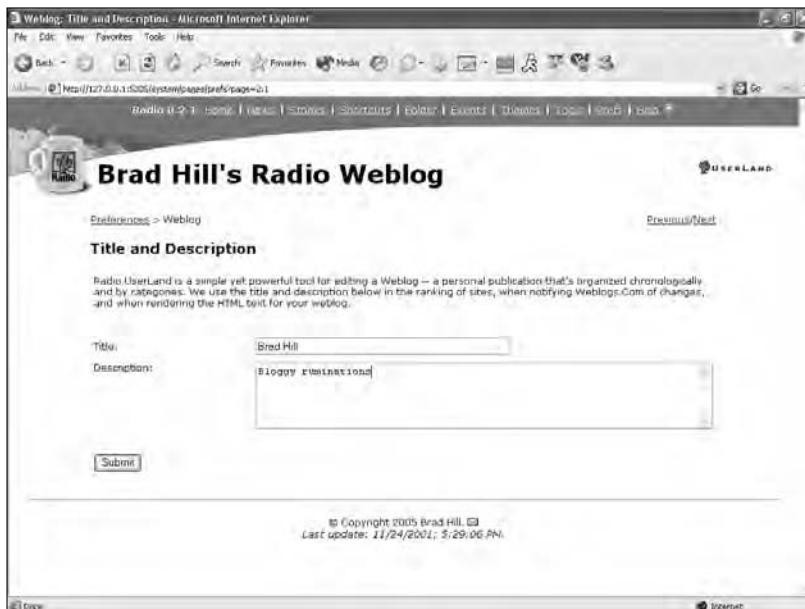 Weblog: Title and Description - Microsoft Internet Explorer
File Edit View Favorites Tools Help
Back Search Favorites Media
http://127.0.0.1:5335/system/pages/prefs?page=2.1 Go
Radio 8.2.1: Home | News | Stories | Shortcuts | Folder | Events | Themes | Tools | Prefs | Help
Radio
Brad Hill's Radio Weblog
USERLAND
Preferences > Weblog
Previous/Next
Title and Description
Radio UserLand is a simple yet powerful tool for editing a Weblog -- a personal publication that's organized chronologically
and by categories. We use the title and description below in the ranking of sites, when notifying Weblogs.Com of changes,
and when rendering the HTML text for your weblog.
Title: Brad Hill
Description: Bloggy ruminations
Submit
© Copyright 2005 Brad Hill.
Last update: 11/24/2001; 5:29:06 PM.
Done
Internet